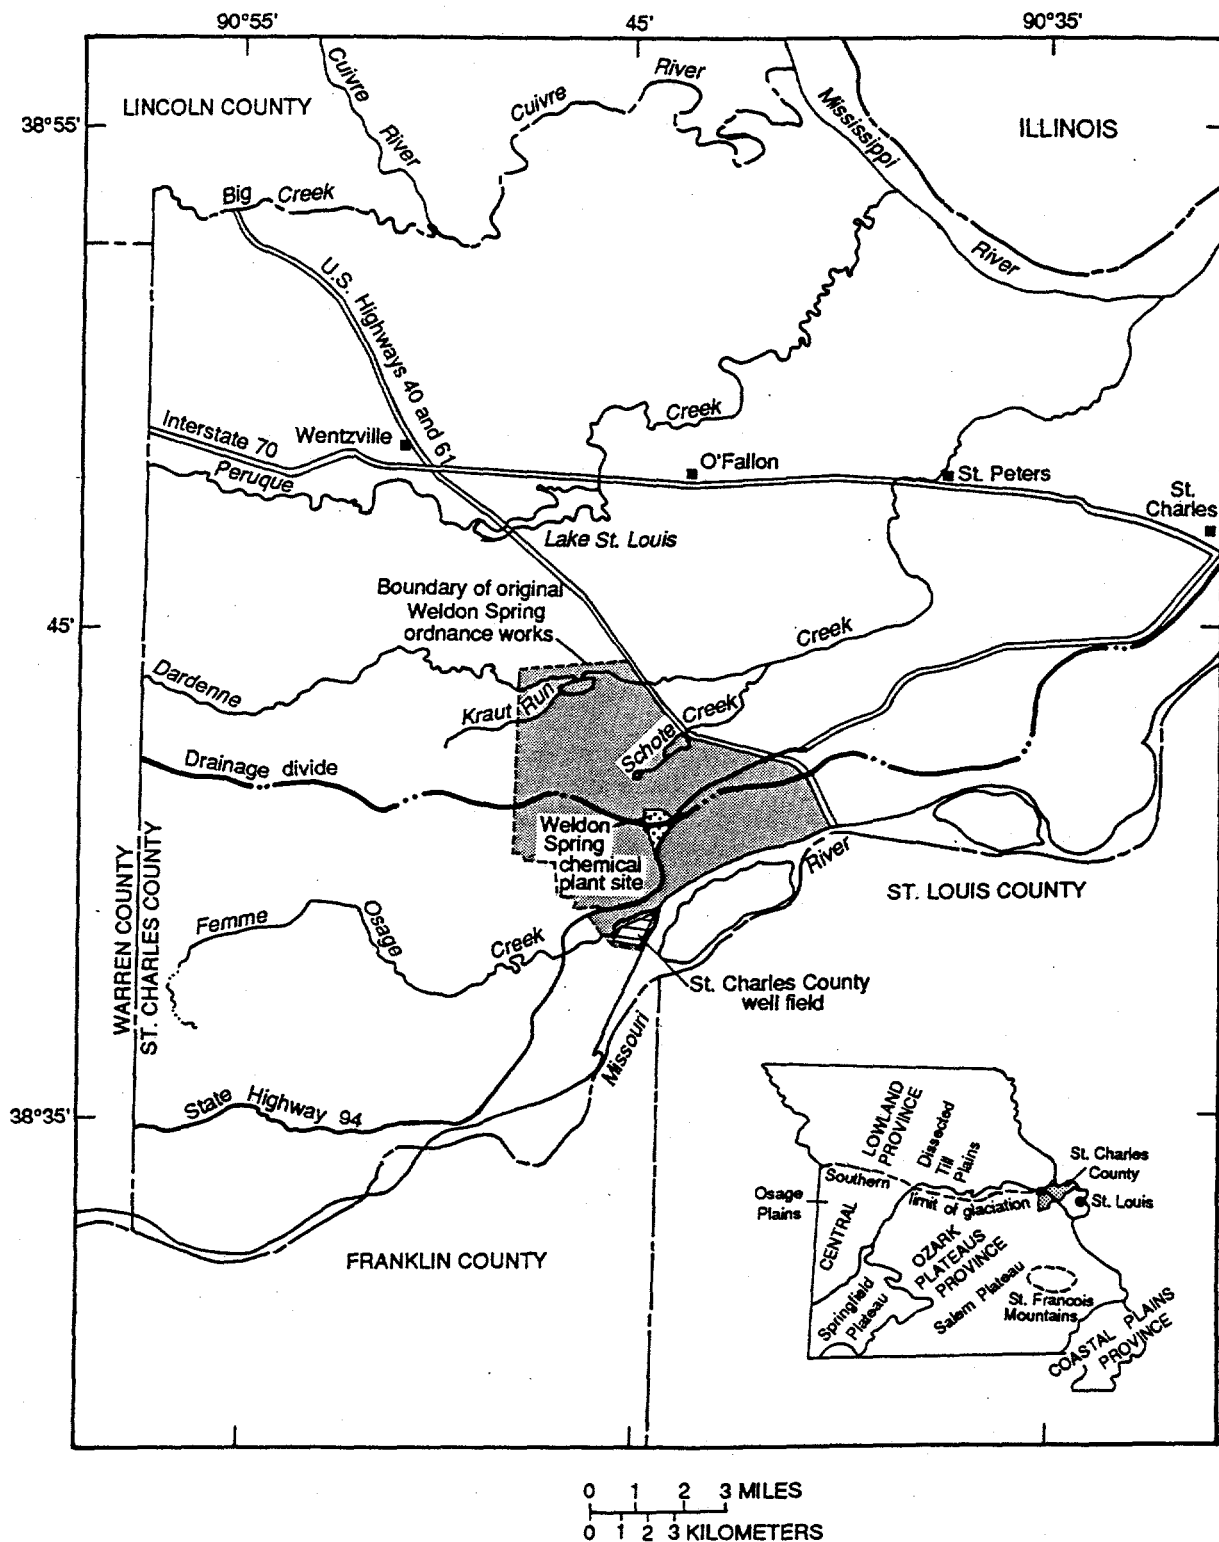 90°55'
45'
90°35'
38°55'
LINCOLN COUNTY
Cuivre
River
Cuivre
River
Mississippi
River
ILLINOIS
Big Creek
U.S. Highways 40 and 61
Interstate 70
Wentzville
Peruque
Creek
O'Fallon
St. Peters
St.
Charles
Lake St. Louis
Boundary of original
Weldon Spring
ordnance works
45'
Dardenne
Creek
Kraut Run
Schote Creek
Drainage divide
Weldon
Spring
chemical
plant site
River
ST. LOUIS COUNTY
WARREN COUNTY
ST. CHARLES COUNTY
Femme
Osage
Creek
St. Charles County
well field
Missouri
38°35'
State Highway 94
FRANKLIN COUNTY
LOWLAND
PROVINCE
Dissected
Till
Plains
St. Charles
County
Southern
limit of glaciation
Osage
Plains
St. Louis
CENTRAL
OZARK
PLATEAUS
PROVINCE
Springfield
Plateau
Salem Plateau
St. Francois
Mountains
COASTAL PLAINS
PROVINCE
0 1 2 3 MILES
0 1 2 3 KILOMETERS